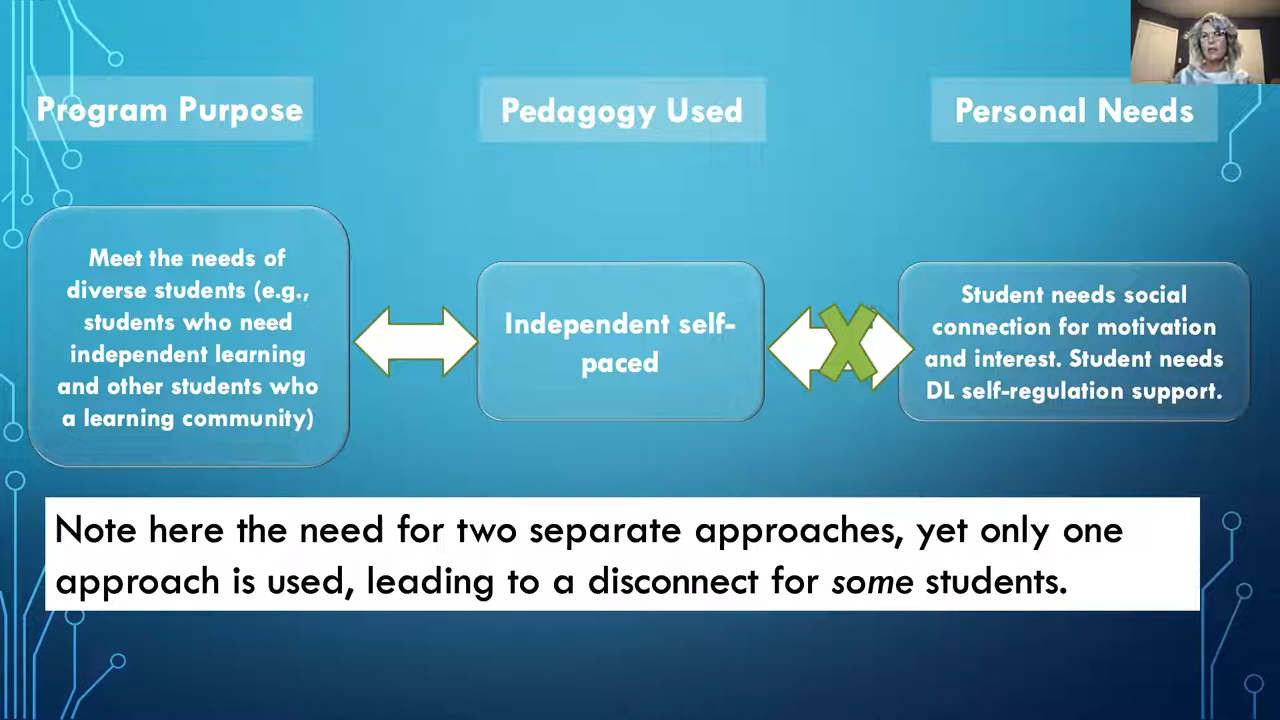 Program Purpose
Pedagogy Used
Personal Needs
Meet the needs of
diverse students (e.g.,
students who need
independent learning
and other students who
a learning community)
Independent self-
paced
Student needs social
connection for motivation
and interest. Student needs
DL self-regulation support.
Note here the need for two separate approaches, yet only one
approach is used, leading to a disconnect for some students.